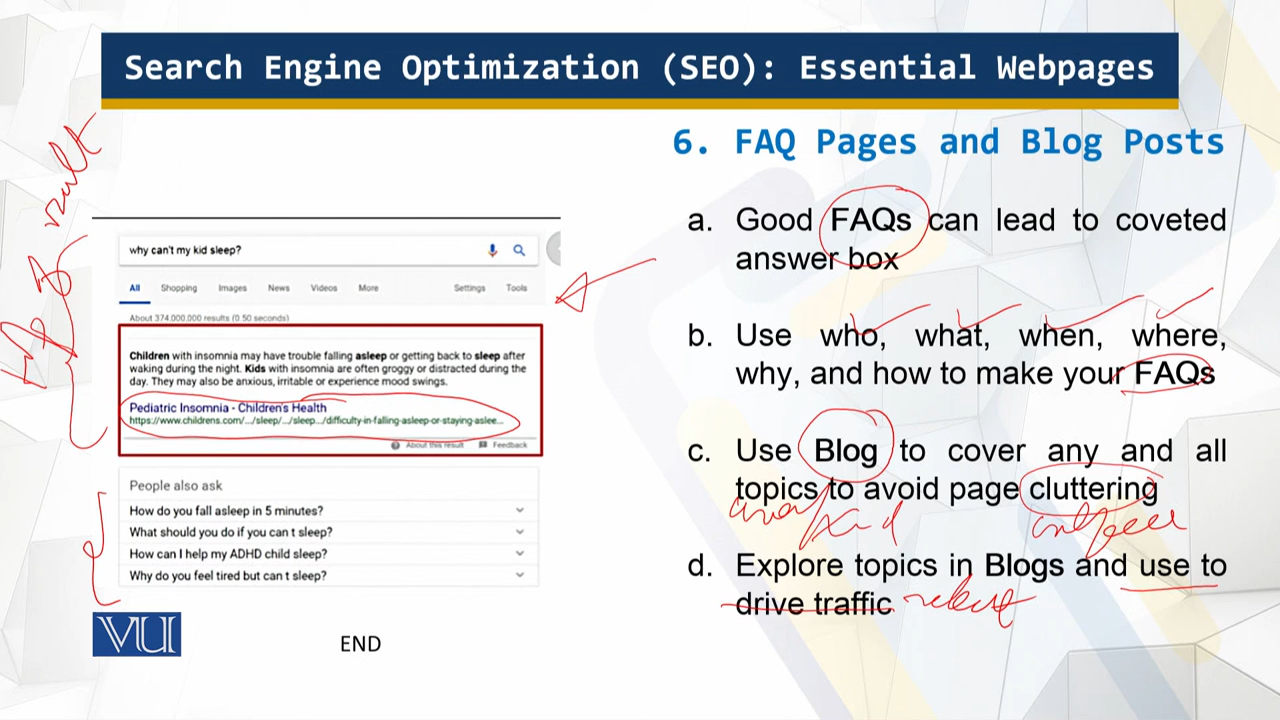 Search Engine Optimization (SEO): Essential Webpages
6. FAQ Pages and Blog Posts
result
why can't my kid sleep?
All Shopping Images News Videos More Settings Tools
About 374,000,000 results (0.50 seconds)
Children with insomnia may have trouble falling asleep or getting back to sleep after
waking during the night. Kids with insomnia are often groggy or distracted during the
day. They may also be anxious, irritable or experience mood swings.
Pediatric Insomnia - Children's Health
https://www.childrens.com/.../sleep/.../sleep.../difficulty-in-falling-asleep-or-staying-aslee...
About this result Feedback
People also ask
How do you fall asleep in 5 minutes?
What should you do if you can t sleep?
How can I help my ADHD child sleep?
Why do you feel tired but can t sleep?
VU
END
a. Good FAQs can lead to coveted
answer box
b. Use who, what, when, where,
why, and how to make your FAQs
c. Use Blog to cover any and all
topics to avoid page cluttering
d. Explore topics in Blogs and use to
drive traffic